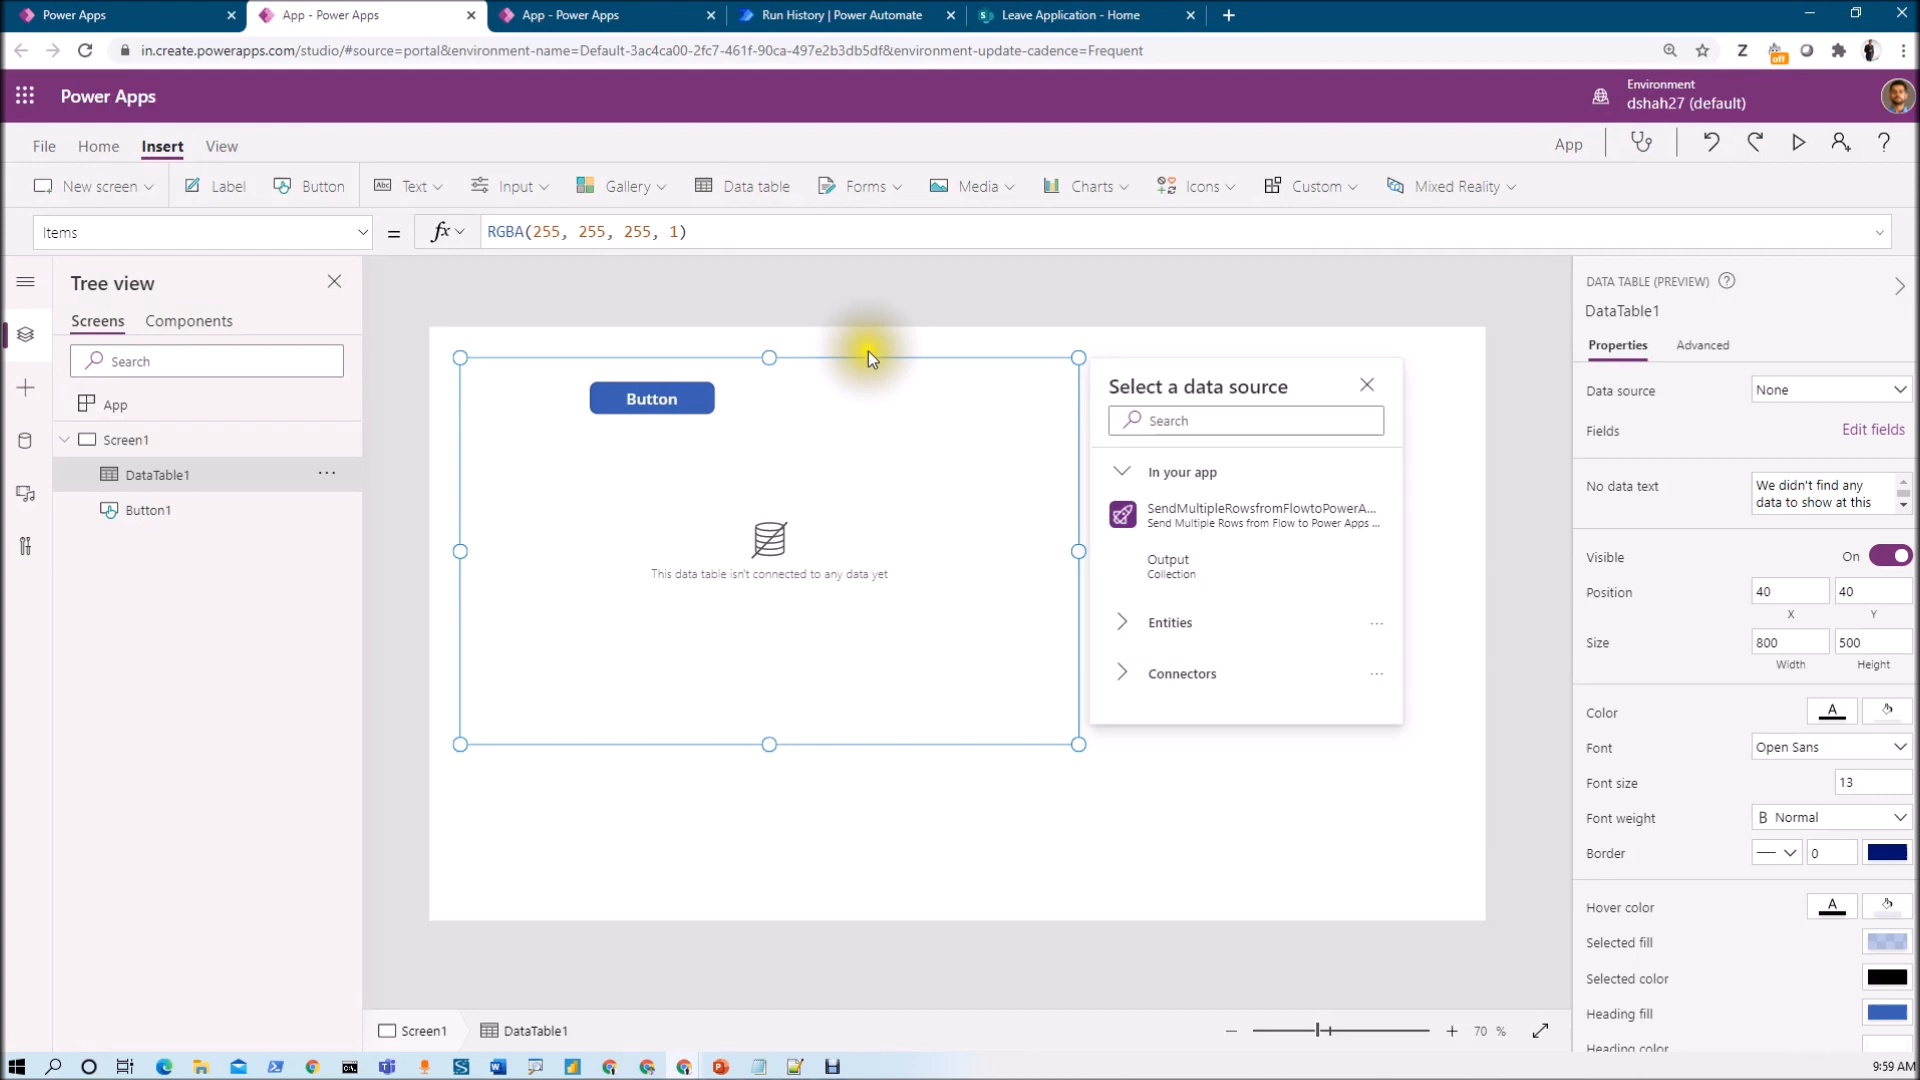 Power Apps
App - Power Apps
App - Power Apps
Run History | Power Automate
Leave Application - Home
in.create.powerapps.com/studio/#source=portal&environment-name=Default-3ac4ca00-2fc7-461f-90ca-497e2b3db5df&environment-update-cadence=Frequent
Z
off
Power Apps
Environment
dshah27 (default)
File
Home
Insert
View
App
?
New screen
Label
Button
Abc
Text
Input
Gallery
Data table
Forms
Media
Charts
Icons
Custom
Mixed Reality
Items
=
fx
RGBA(255, 255, 255, 1)
Tree view
Screens
Components
Search
App
Screen1
DataTable1
Button1
Button
This data table isn't connected to any data yet
Select a data source
Search
In your app
SendMultipleRowsfromFlowtoPowerA...
Send Multiple Rows from Flow to Power Apps ...
Output
Collection
Entities
Connectors
DATA TABLE (PREVIEW)
?
DataTable1
Properties
Advanced
Data source
None
Fields
Edit fields
No data text
We didn't find any
data to show at this
Visible
On
Position
40
40
X
Y
Size
800
500
Width
Height
Color
A
Font
Open Sans
Font size
13
Font weight
B Normal
Border
0
Hover color
A
Selected fill
Selected color
Heading fill
Heading color
Screen1
DataTable1
70 %
9:59 AM